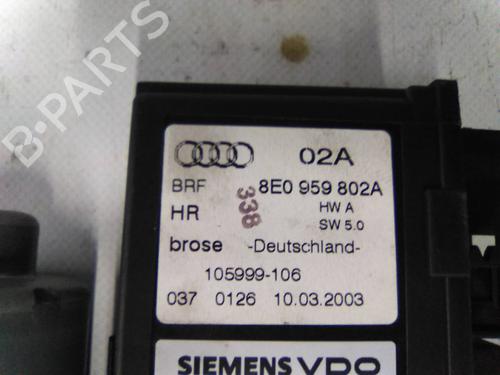 B-PARTS
02A
BRF 8E0 959 802A
338
HR HW A
SW 5.0
brose -Deutschland-
105999-106
037 0126 10.03.2003
SIEMENS VDO